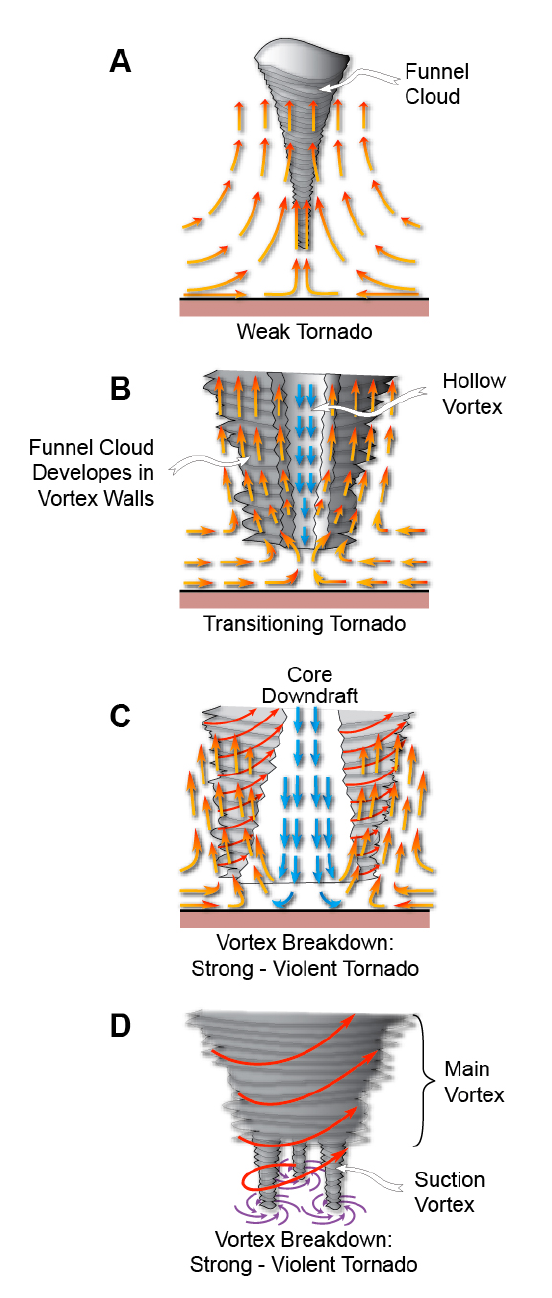 A
Funnel
Cloud
Weak Tornado
B
Hollow
Vortex
Funnel Cloud
Developes in
Vortex Walls
Transitioning Tornado
Core
Downdraft
C
Vortex Breakdown:
Strong - Violent Tornado
D
Main
Vortex
Suction
Vortex
Vortex Breakdown:
Strong - Violent Tornado